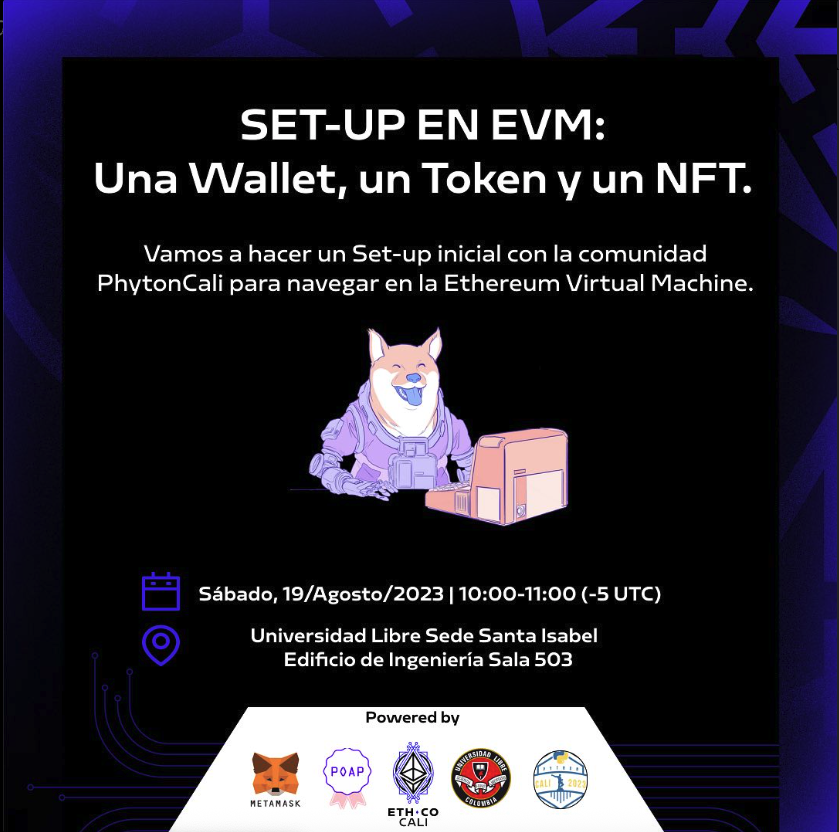 SET-UP EN EVM:
Una Wallet, un Token y un NFT.
Vamos a hacer un Set-up inicial con la comunidad
PhytonCali para navegar en la Ethereum Virtual Machine.
Sábado, 19/Agosto/2023 | 10:00-11:00 (-5 UTC)
Universidad Libre Sede Santa Isabel
Edificio de Ingeniería Sala 503
Powered by
METAMASK
POAP
ETH·CO
CALI
UNIVERSIDAD LIBRE
COLOMBIA
PYTHON
CALI 2023